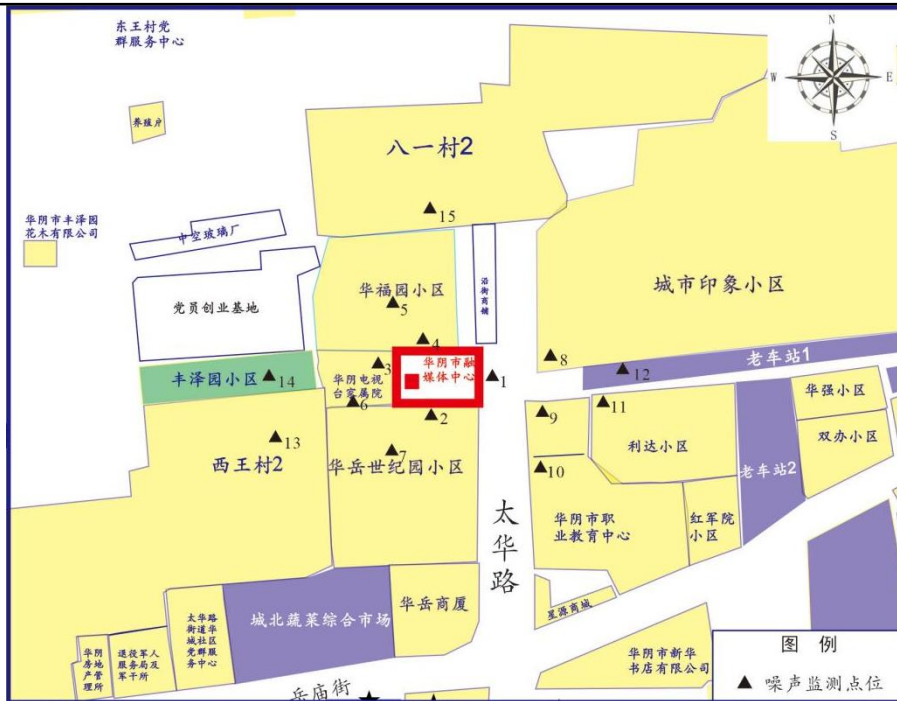 东王村党
群服务中心
N
W
E
S
养殖户
八一村2
15
华阴市丰泽园
花木有限公司
中空玻璃厂
沿街商铺
党员创业基地
华福园小区
5
城市印象小区
4
8
老车站1
华阴市融
媒体中心
3
1
12
丰泽园小区
14
华阴电视
台家属院
6
2
9
11
华强小区
13
西王村2
7
华岳世纪园小区
利达小区
双办小区
10
老车站2
太华路
华阴市职
业教育中心
红军院
小区
星源商城
华岳商厦
城北蔬菜综合市场
太华路
街道华
城社区
党群服
务中心
华阴
房地
产管
理所
退役军人
服务局及
军干所
华阴市新华
书店有限公司
岳庙街
图 例
噪声监测点位